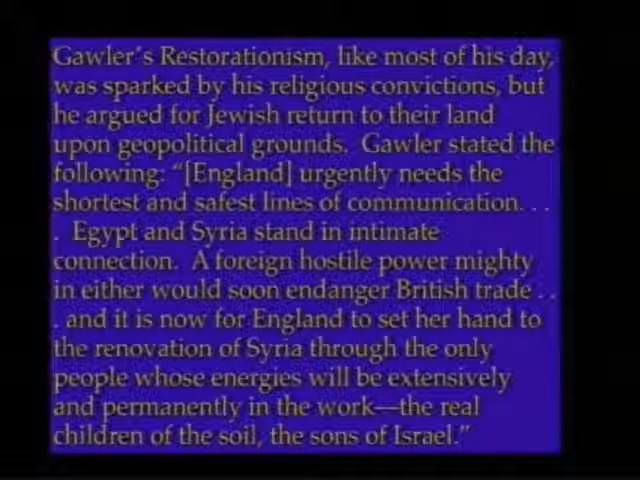 Gawler's Restorationism, like most of his day,
was sparked by his religious convictions, but
he argued for Jewish return to their land
upon geopolitical grounds. Gawler stated the
following: "[England] urgently needs the
shortest and safest lines of communication. . .
. Egypt and Syria stand in intimate
connection. A foreign hostile power mighty
in either would soon endanger British trade . .
. and it is now for England to set her hand to
the renovation of Syria through the only
people whose energies will be extensively
and permanently in the work—the real
children of the soil, the sons of Israel."